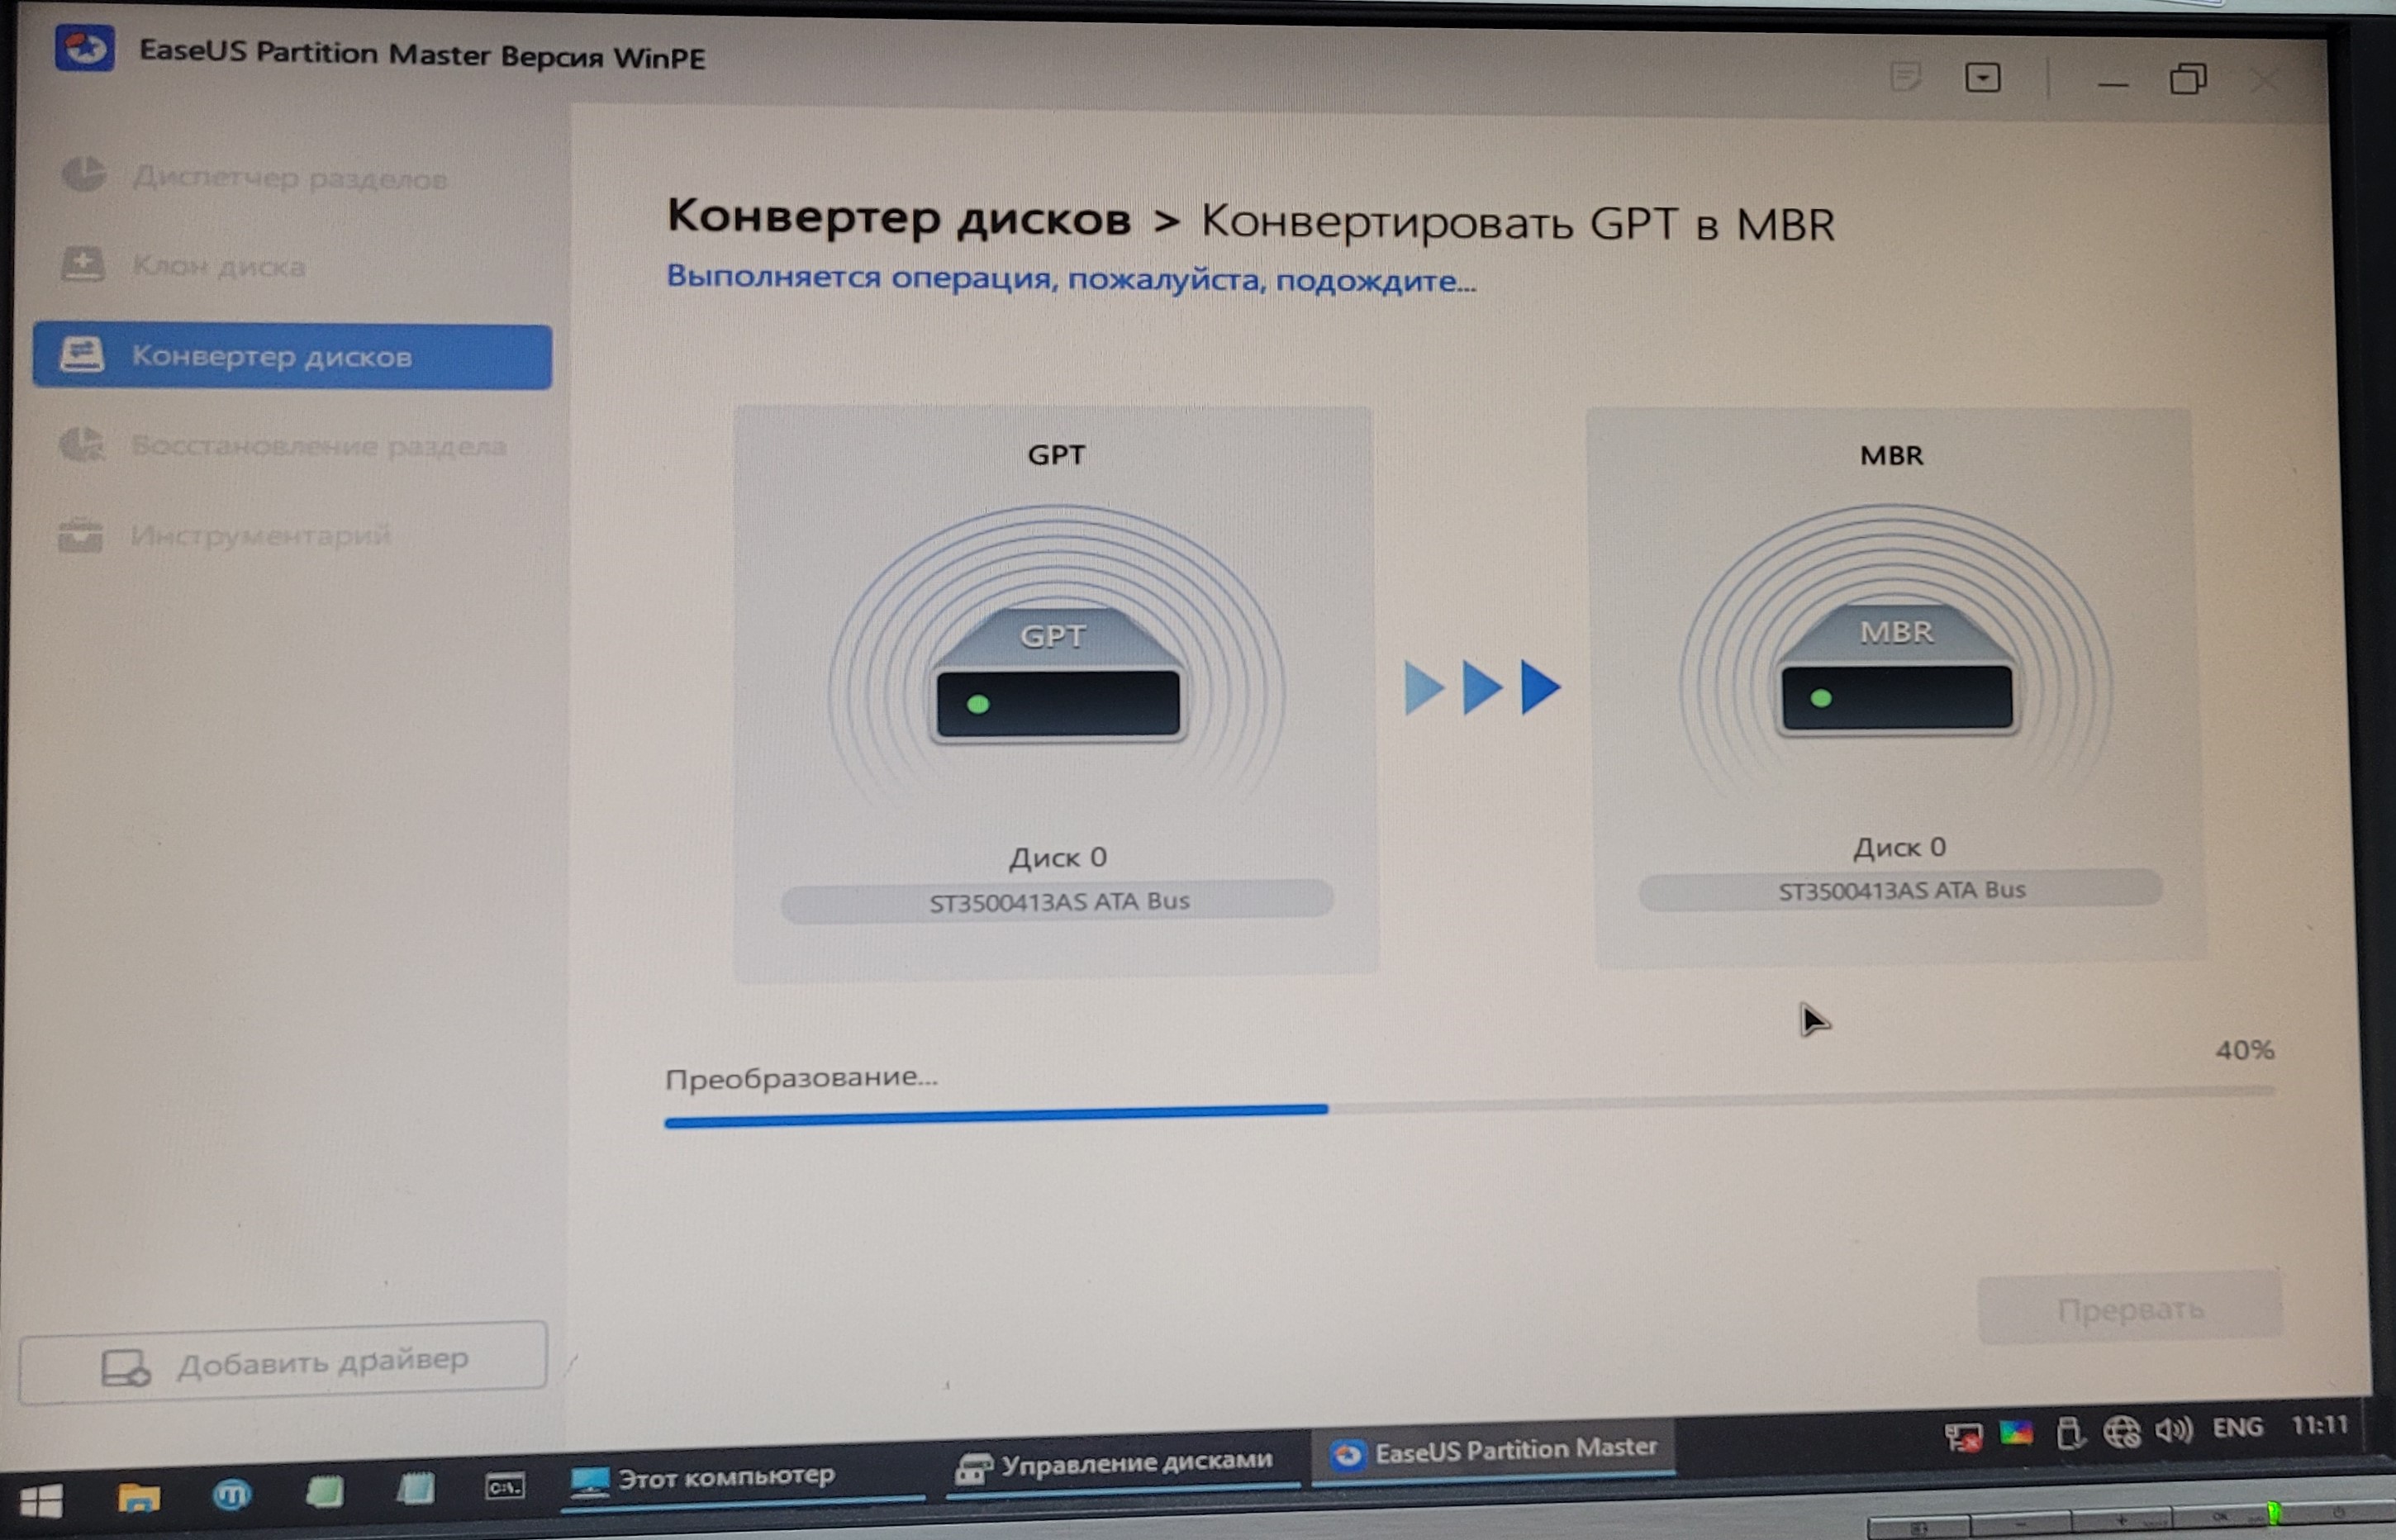 EaseUS Partition Master Версия WinPE
Диспетчер разделов
Клон диска
Конвертер дисков
Восстановление раздела
Инструментарий
Добавить драйвер
Конвертер дисков > Конвертировать GPT в MBR
Выполняется операция, пожалуйста, подождите...
GPT
GPT
Диск 0
ST3500413AS ATA Bus
MBR
MBR
Диск 0
ST3500413AS ATA Bus
Преобразование...
40%
Прервать
C:\.
Этот компьютер
Управление дисками
EaseUS Partition Master
ENG
11:11